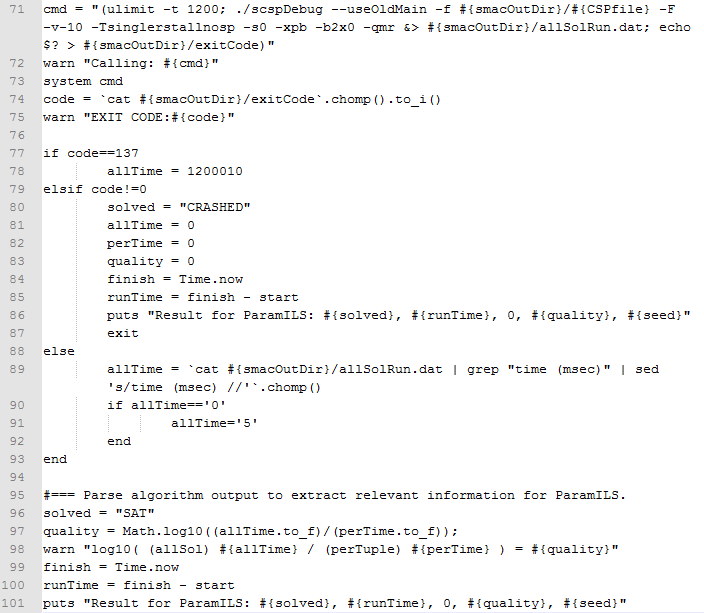 71 cmd = "(ulimit -t 1200; ./scspDebug --useOldMain -f #{smacOutDir}/#{CSPfile} -F
-v-10 -Tsinglerstallnosp -s0 -xpb -b2x0 -qmr &> #{smacOutDir}/allSolRun.dat; echo
$? > #{smacOutDir}/exitCode)"
72 warn "Calling: #{cmd}"
73 system cmd
74 code = `cat #{smacOutDir}/exitCode`.chomp().to_i()
75 warn "EXIT CODE:#{code}"
76
77 if code==137
78 allTime = 1200010
79 elsif code!=0
80 solved = "CRASHED"
81 allTime = 0
82 perTime = 0
83 quality = 0
84 finish = Time.now
85 runTime = finish - start
86 puts "Result for ParamILS: #{solved}, #{runTime}, 0, #{quality}, #{seed}"
87 exit
88 else
89 allTime = `cat #{smacOutDir}/allSolRun.dat | grep "time (msec)" | sed
's/time (msec) //'`.chomp()
90 if allTime=='0'
91 allTime='5'
92 end
93 end
94
95 #=== Parse algorithm output to extract relevant information for ParamILS.
96 solved = "SAT"
97 quality = Math.log10((allTime.to_f)/(perTime.to_f));
98 warn "log10( (allSol) #{allTime} / (perTuple) #{perTime} ) = #{quality}"
99 finish = Time.now
100 runTime = finish - start
101 puts "Result for ParamILS: #{solved}, #{runTime}, 0, #{quality}, #{seed}"